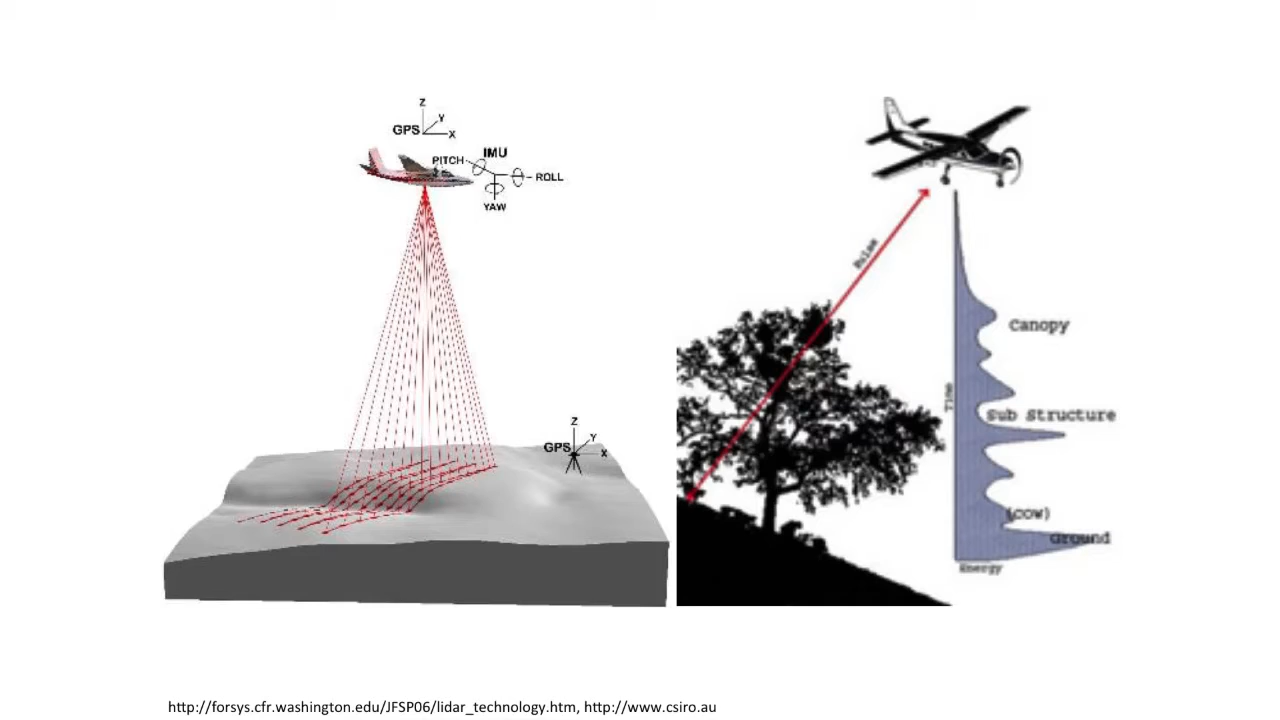 Z
Y
GPS
X
IMU
PITCH
ROLL
YAW
Z
Y
GPS
X
Pulse
Canopy
Time
Sub Structure
(cow)
Ground
Energy
http://forsys.cfr.washington.edu/JFSP06/lidar_technology.htm, http://www.csiro.au